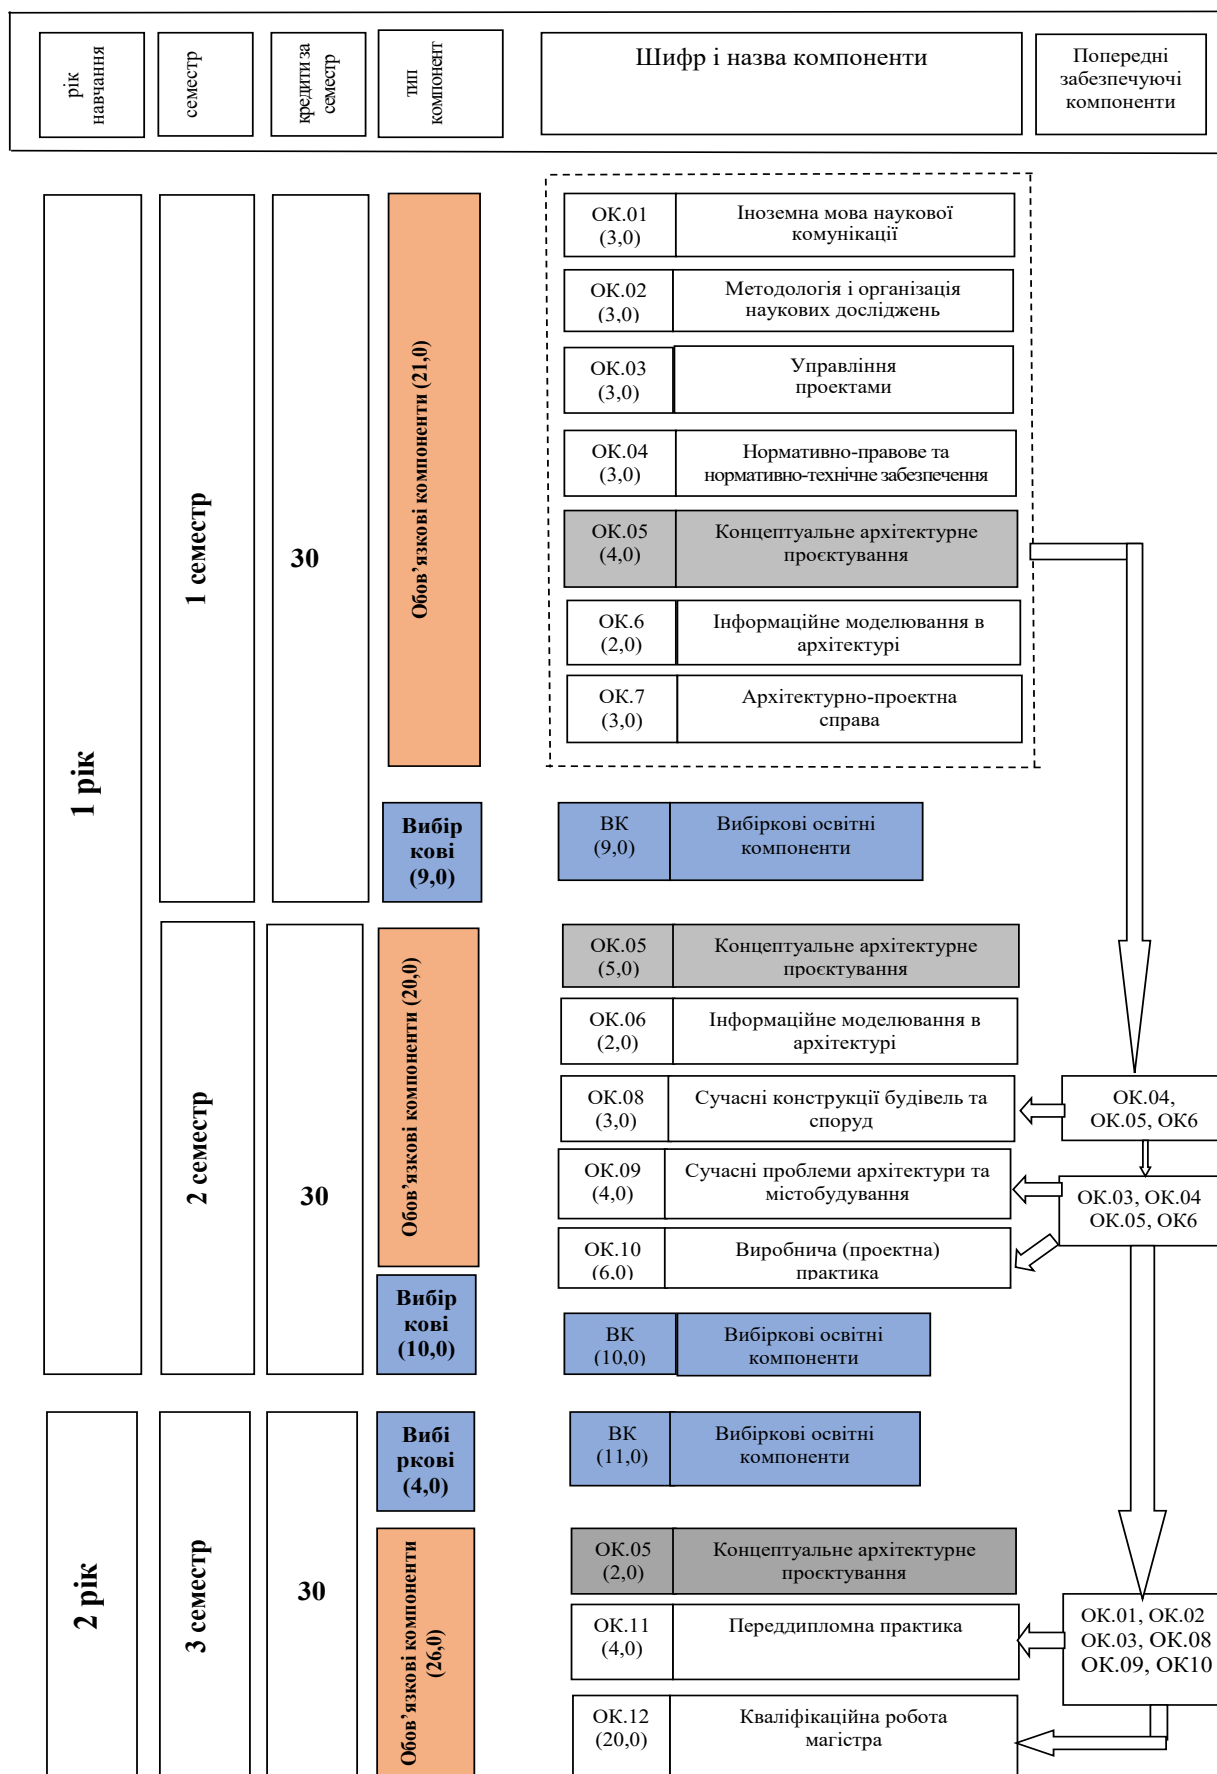 рік
навчання
семестр
кредити за
семестр
тип
компонент
Шифр і назва компоненти
Попередні
забезпечуючі
компоненти
1 рік
1 семестр
30
Обов’язкові компоненти (21,0)
ОК.01
(3,0)
Іноземна мова наукової
комунікації
ОК.02
(3,0)
Методологія і організація
наукових досліджень
ОК.03
(3,0)
Управління
проектами
ОК.04
(3,0)
Нормативно-правове та
нормативно-технічне забезпечення
ОК.05
(4,0)
Концептуальне архітектурне
проєктування
ОК.6
(2,0)
Інформаційне моделювання в
архітектурі
ОК.7
(3,0)
Архітектурно-проектна
справа
Вибір
кові
(9,0)
ВК
(9,0)
Вибіркові освітні
компоненти
2 семестр
30
Обов’язкові компоненти (20,0)
ОК.05
(5,0)
Концептуальне архітектурне
проєктування
ОК.06
(2,0)
Інформаційне моделювання в
архітектурі
ОК.08
(3,0)
Сучасні конструкції будівель та
споруд
ОК.04,
ОК.05, ОК6
ОК.09
(4,0)
Сучасні проблеми архітектури та
містобудування
ОК.03, ОК.04
ОК.05, ОК6
ОК.10
(6,0)
Виробнича (проектна)
практика
Вибір
кові
(10,0)
ВК
(10,0)
Вибіркові освітні
компоненти
2 рік
3 семестр
30
Вибі
ркові
(4,0)
ВК
(11,0)
Вибіркові освітні
компоненти
Обов’язкові компоненти
(26,0)
ОК.05
(2,0)
Концептуальне архітектурне
проєктування
ОК.11
(4,0)
Переддипломна практика
ОК.01, ОК.02
ОК.03, ОК.08
ОК.09, ОК10
ОК.12
(20,0)
Кваліфікаційна робота
магістра